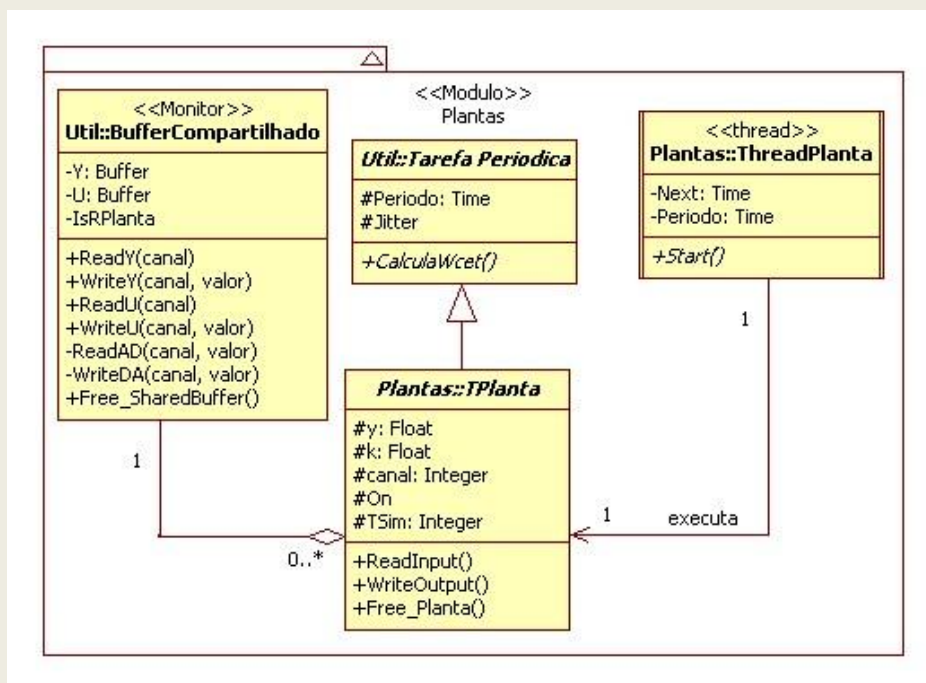 <<Modulo>>
Plantas
<<Monitor>>
Util::BufferCompartilhado
-Y: Buffer
-U: Buffer
-IsRPlanta
+ReadY(canal)
+WriteY(canal, valor)
+ReadU(canal)
+WriteU(canal, valor)
-ReadAD(canal, valor)
-WriteDA(canal, valor)
+Free_SharedBuffer()
Util::Tarefa Periodica
#Periodo: Time
#Jitter
+CalculaWcet()
<<thread>>
Plantas::ThreadPlanta
-Next: Time
-Periodo: Time
+Start()
1
1
Plantas::TPlanta
#y: Float
#k: Float
#canal: Integer
#On
#TSim: Integer
+ReadInput()
+WriteOutput()
+Free_Planta()
0..*
1
executa